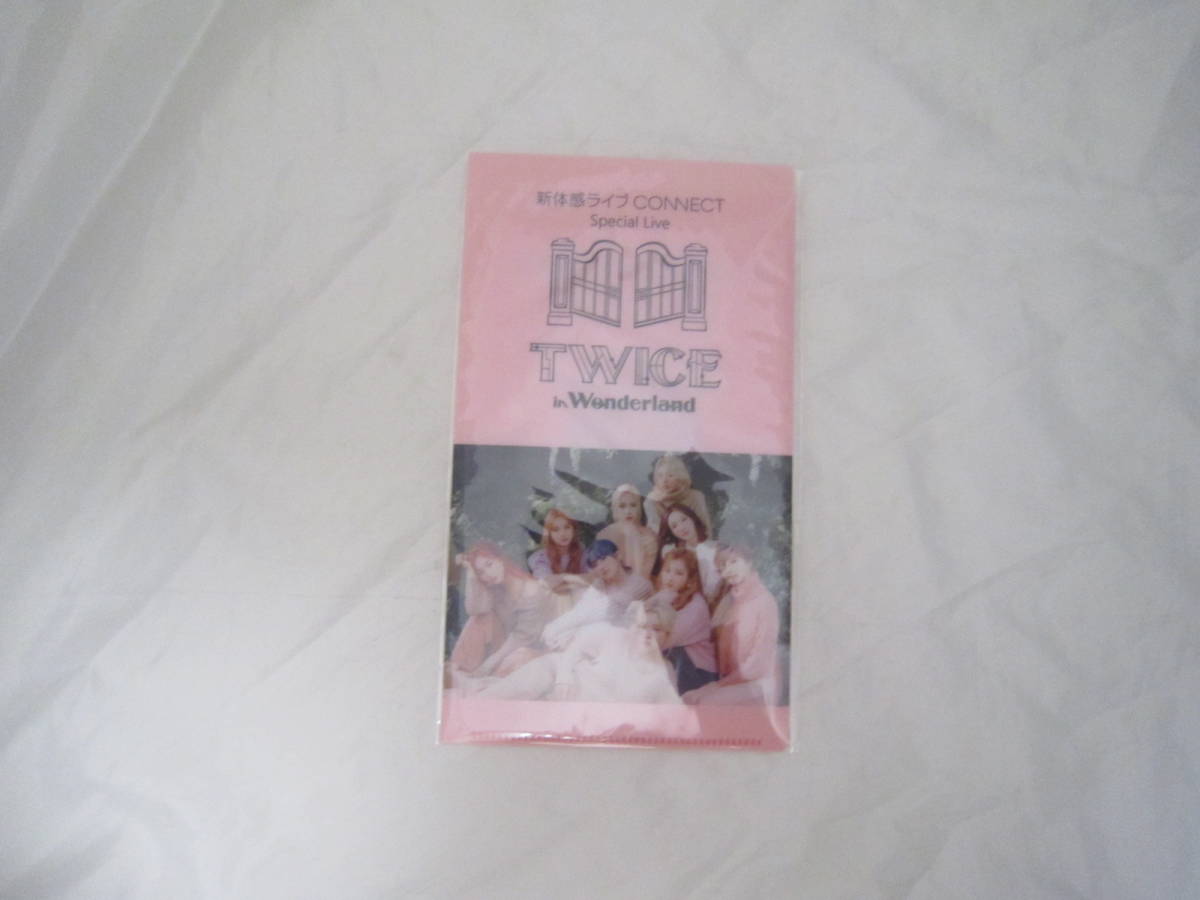 新体感ライブ CONNECT
Special Live
TWICE
in Wonderland